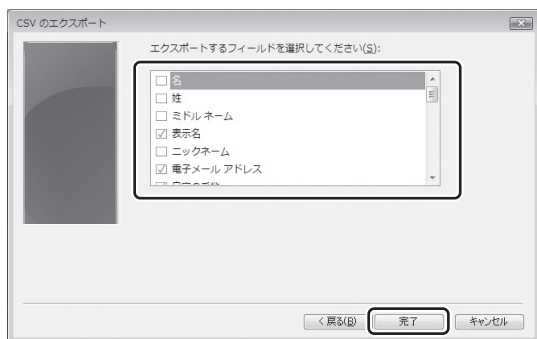 CSV のエクスポート
エクスポートするフィールドを選択してください(S):
名
姓
ミドル ネーム
表示名
ニックネーム
電子メール アドレス
< 戻る(B)
完了
キャンセル